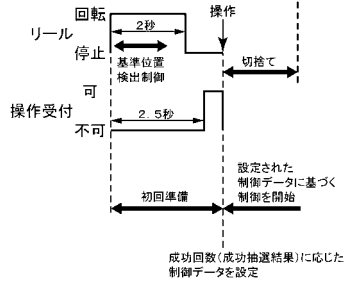 回転
操作
2秒
リール
停止
基準位置
検出制御
切捨て
可
操作受付
2.5秒
不可
初回準備
設定された
制御データに基づく
制御を開始
成功回数(成功抽選結果)に応じた
制御データを設定